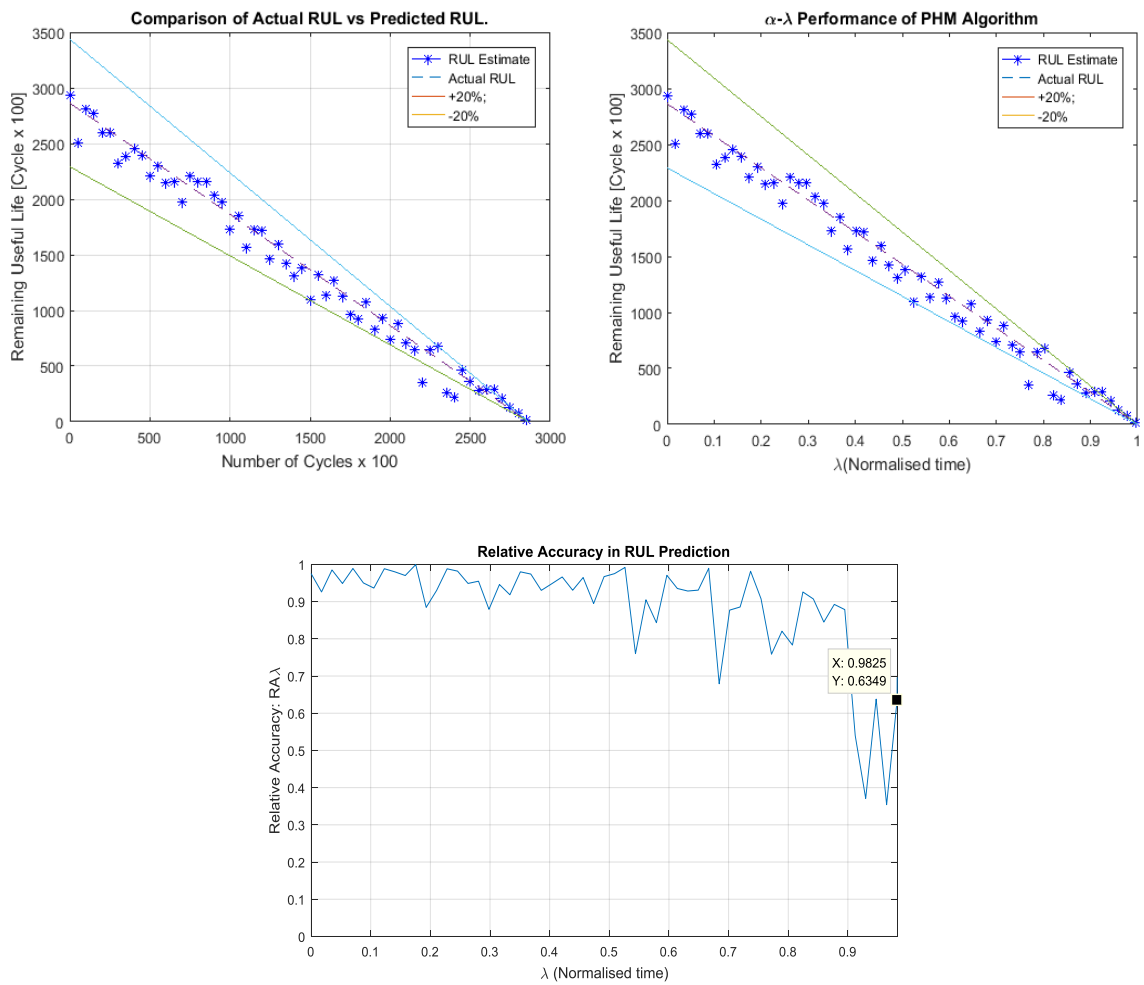 Comparison of Actual RUL vs Predicted RUL.
3500
3000
2500
2000
1500
1000
500
0
Remaining Useful Life [Cycle x 100]
RUL Estimate
Actual RUL
+20%;
-20%
0 500 1000 1500 2000 2500 3000
Number of Cycles x 100
α-λ Performance of PHM Algorithm
3500
3000
2500
2000
1500
1000
500
0
Remaining Useful Life [Cycle x 100]
RUL Estimate
Actual RUL
+20%;
-20%
0 0.1 0.2 0.3 0.4 0.5 0.6 0.7 0.8 0.9 1
λ(Normalised time)
Relative Accuracy in RUL Prediction
1
0.9
0.8
0.7
0.6
0.5
0.4
0.3
0.2
0.1
0
Relative Accuracy: RAλ
X: 0.9825
Y: 0.6349
0 0.1 0.2 0.3 0.4 0.5 0.6 0.7 0.8 0.9
λ (Normalised time)